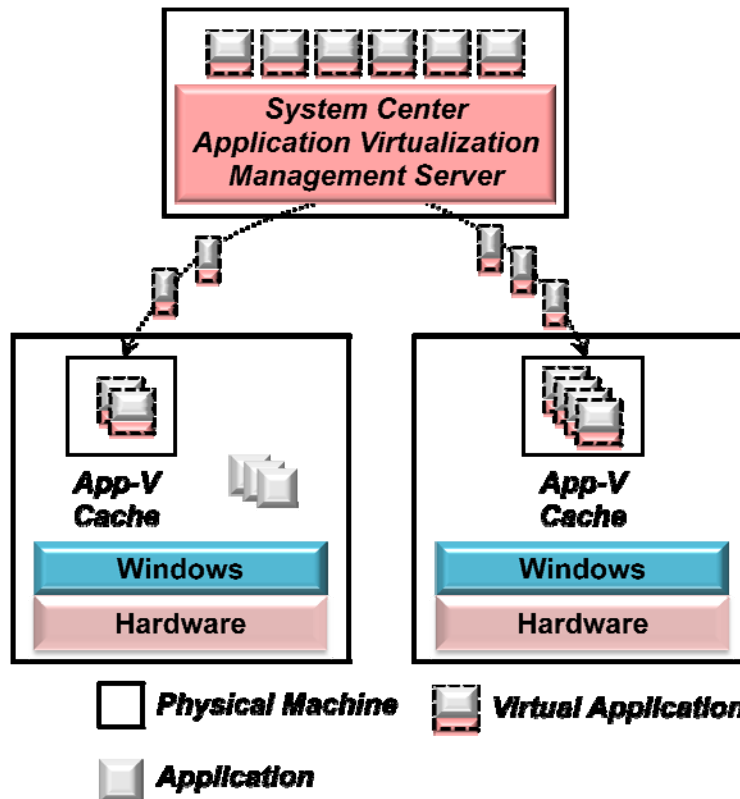 System Center
Application Virtualization
Management Server
App-V
Cache
App-V
Cache
Windows
Windows
Hardware
Hardware
Physical Machine
Virtual Application
Application